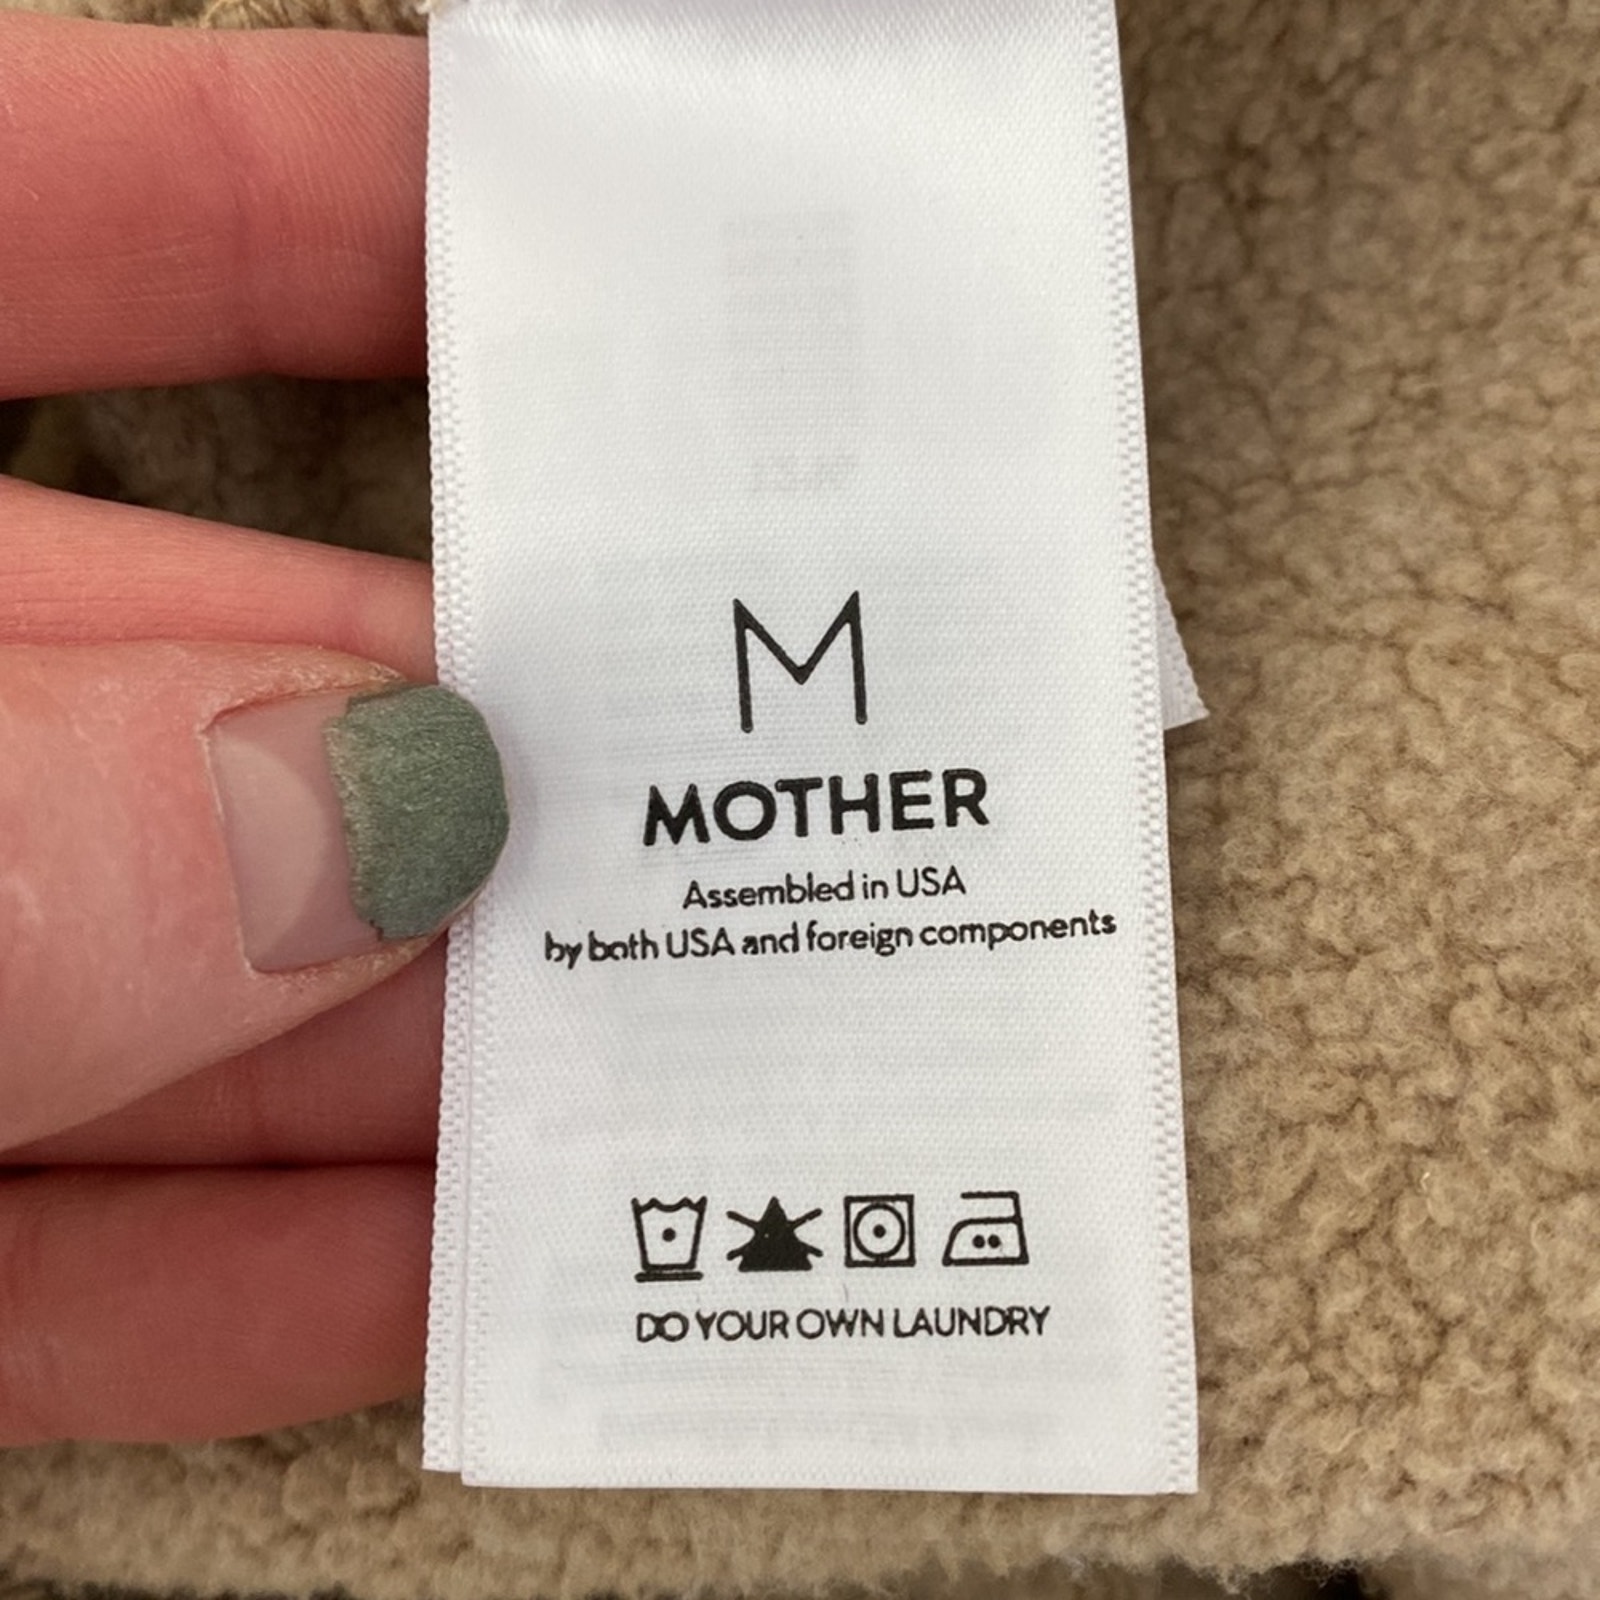 M
MOTHER
Assembled in USA
by both USA and foreign components
DO YOUR OWN LAUNDRY